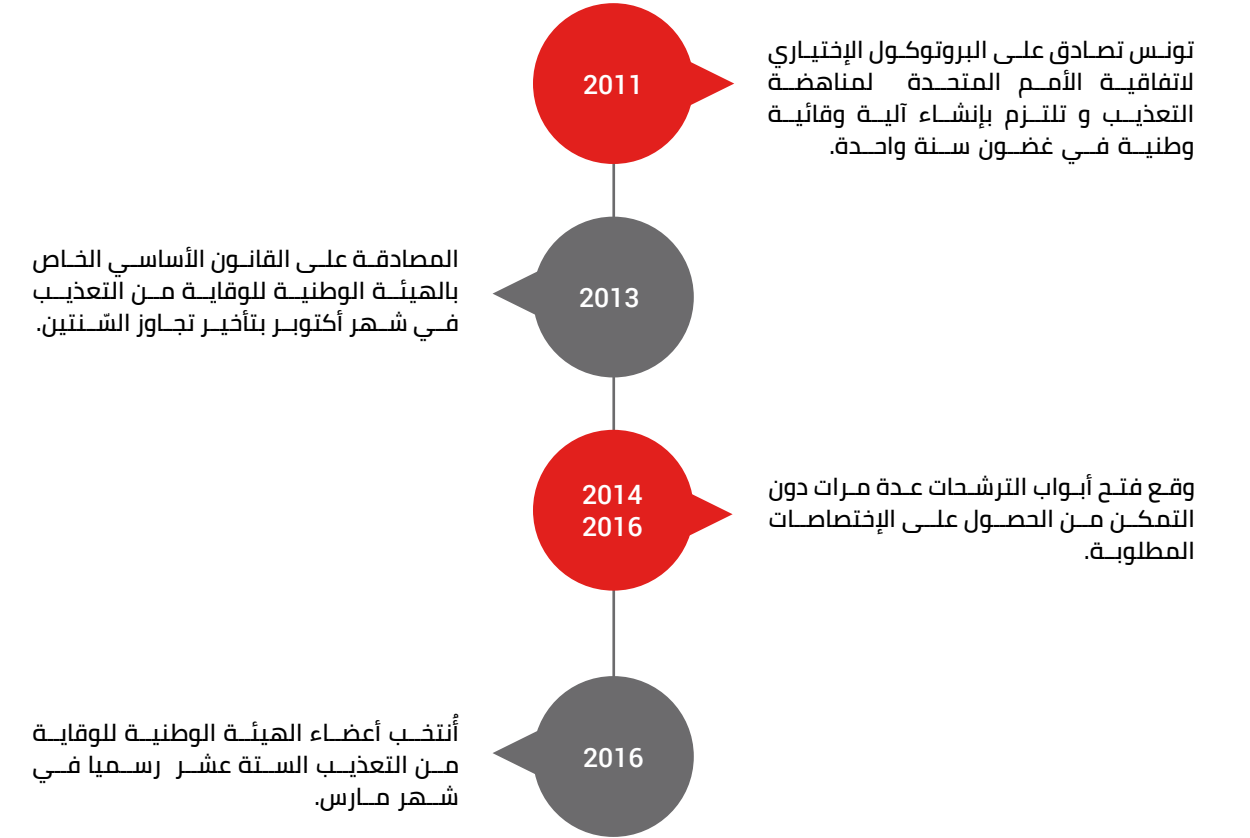 2011
تونس تصادق على البروتوكول الإختياري
لاتفاقية الأمم المتحدة لمناهضة
التعذيب و تلتزم بإنشاء آلية وقائية
وطنية في غضون سنة واحدة.
2013
المصادقة على القانون الأساسي الخاص
بالهيئة الوطنية للوقاية من التعذيب
في شهر أكتوبر بتأخير تجاوز السّنتين.
2014
2016
وقع فتح أبواب الترشحات عدة مرات دون
التمكن من الحصول على الإختصاصات
المطلوبة.
2016
أُنتخب أعضاء الهيئة الوطنية للوقاية
من التعذيب الستة عشر رسميا في
شهر مارس.